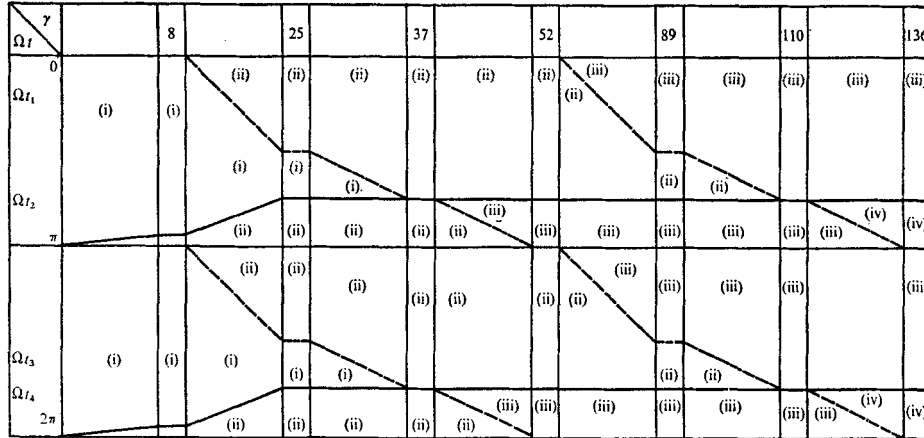 γ 8 25 37 52 89 110 136
Ωt
0
(ii) (ii) (ii) (ii) (ii) (ii) (iii) (iii) (iii) (iii) (iii) (iii)
Ωt₁ (ii)
(i) (i)
(i) (i) (ii) (ii)
(i)
Ωt₂ (iii) (iv)
(ii) (ii) (ii) (ii) (ii) (iii) (iii) (iii) (iii) (iii) (iii) (iv)
π
(ii) (ii) (iii) (iii)
(ii) (ii) (ii) (ii) (ii) (iii) (iii) (iii)
Ωt₃ (i) (i) (i)
(i) (i) (ii) (ii)
Ωt₄ (iii) (iii) (iii) (iii) (iv)
(ii) (ii) (ii) (ii) (ii) (iii) (iii) (iii) (iv)
2π